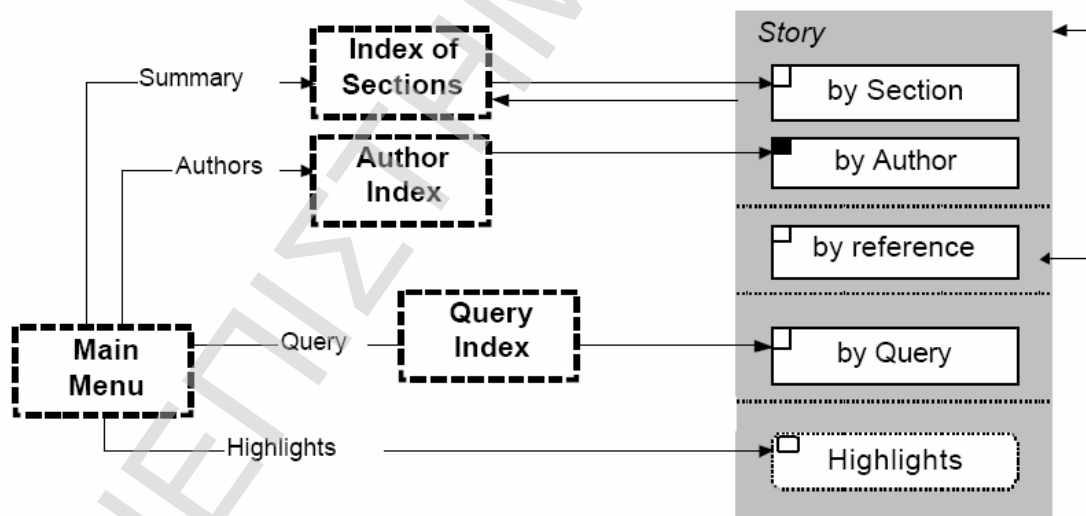 Story
Index of
Sections
Summary
by Section
Authors
Author
Index
by Author
by reference
Query
Index
Query
by Query
Main
Menu
Highlights
Highlights